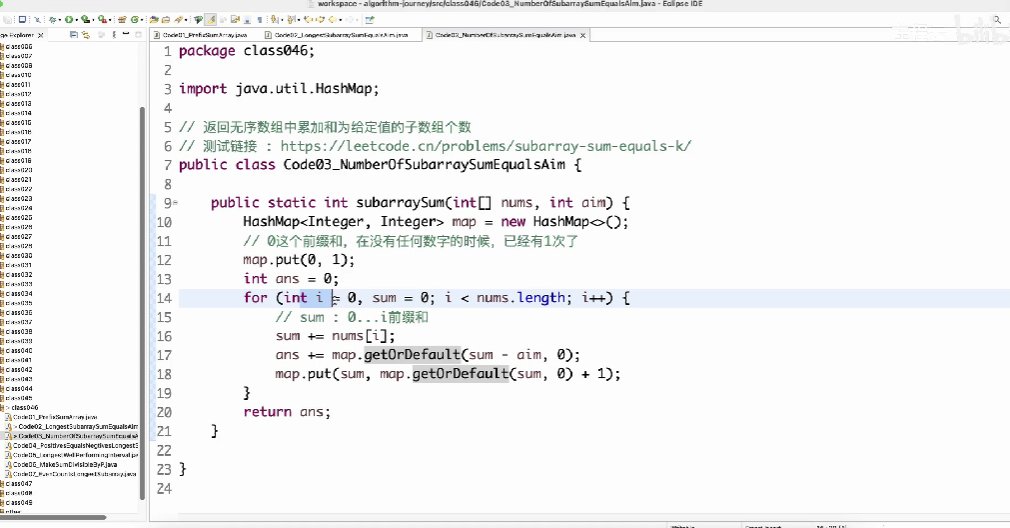 workspace - algorithm-journey/src/class046/Code03_NumberOfSubarraySumEqualsAim.java - Eclipse IDE
Code01_PrefixSumArray.java
Code02_LongestSubarraySumEqualsAim.java
Code03_NumberOfSubarraySumEqualsAim.java
class006
class007
class008
class009
class010
class011
class012
class013
class014
class015
class016
class017
class018
class019
class020
class021
class022
class023
class024
class025
class026
class027
class028
class029
class030
class031
class032
class033
class034
class035
class036
class037
class038
class039
class040
class041
class042
class043
class044
class045
> class046
Code01_PrefixSumArray.java
> Code02_LongestSubarraySumEqualsAim
> Code03_NumberOfSubarraySumEqualsA
Code04_PositivesEqualsNegtivesLongestS
Code05_LongestWellPerformingInterval.ja
Code06_MakeSumDivisibleByP.java
Code07_EvenCountsLongestSubarray.java
class047
class048
class049
other
1 package class046;
2
3 import java.util.HashMap;
4
5 // 返回无序数组中累加和为给定值的子数组个数
6 // 测试链接 : https://leetcode.cn/problems/subarray-sum-equals-k/
7 public class Code03_NumberOfSubarraySumEqualsAim {
8
9 public static int subarraySum(int[] nums, int aim) {
10 HashMap<Integer, Integer> map = new HashMap<>();
11 // 0这个前缀和，在没有任何数字的时候，已经有1次了
12 map.put(0, 1);
13 int ans = 0;
14 for (int i = 0, sum = 0; i < nums.length; i++) {
15 // sum : 0...i前缀和
16 sum += nums[i];
17 ans += map.getOrDefault(sum - aim, 0);
18 map.put(sum, map.getOrDefault(sum, 0) + 1);
19 }
20 return ans;
21 }
22
23 }
24